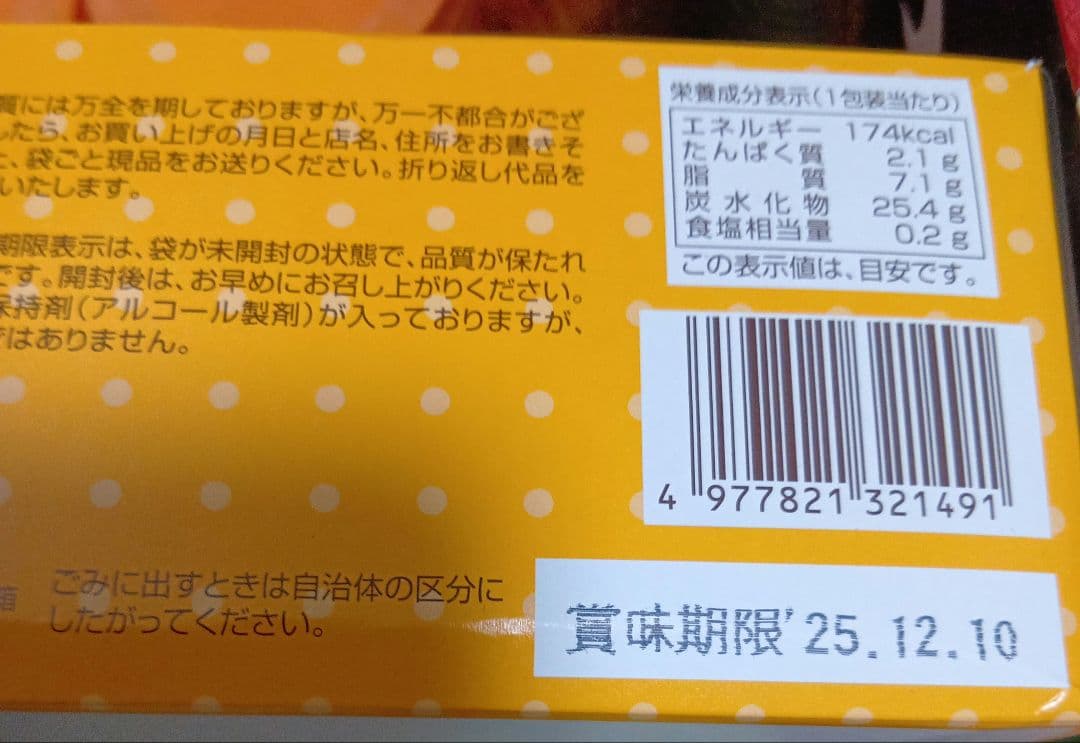 質には万全を期しておりますが、万一不都合がござ
したら、お買い上げの月日と店名、住所をお書きそ
え、袋ごと現品をお送りください。折り返し代品を
いたします。
期限表示は、袋が未開封の状態で、品質が保たれ
です。開封後は、お早めにお召し上がりください。
保持剤(アルコール製剤)が入っておりますが、
ではありません。
箱 ごみに出すときは自治体の区分に
したがってください。
栄養成分表示(1包装当たり)
エネルギー 174kcal
たんぱく質 2.1g
脂質 7.1g
炭水化物 25.4g
食塩相当量 0.2g
この表示値は、目安です。
4 977821 321491
賞味期限'25.12.10